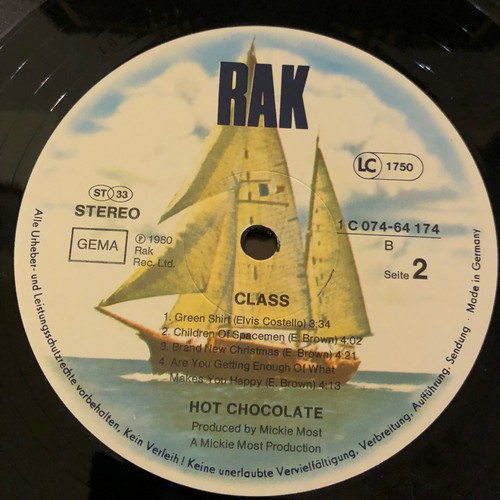 RAK
LC 1750
ST 33
STEREO
GEMA
℗ 1980
Rak
Rec. Ltd.
1 C 074-64 174
B
Seite 2
CLASS
1. Green Shirt (Elvis Costello) 3:34
2. Children Of Spacemen (E. Brown) 4:02
3. Brand New Christmas (E. Brown) 4:21
4. Are You Getting Enough Of What
Makes You Happy (E. Brown) 4:13
HOT CHOCOLATE
Produced by Mickie Most
A Mickie Most Production
Alle Urheber- und Leistungsschutzrechte vorbehalten, Kein Verleih! Keine unerlaubte Vervielfältigung, Verbreitung, Aufführung, Sendung · Made in Germany